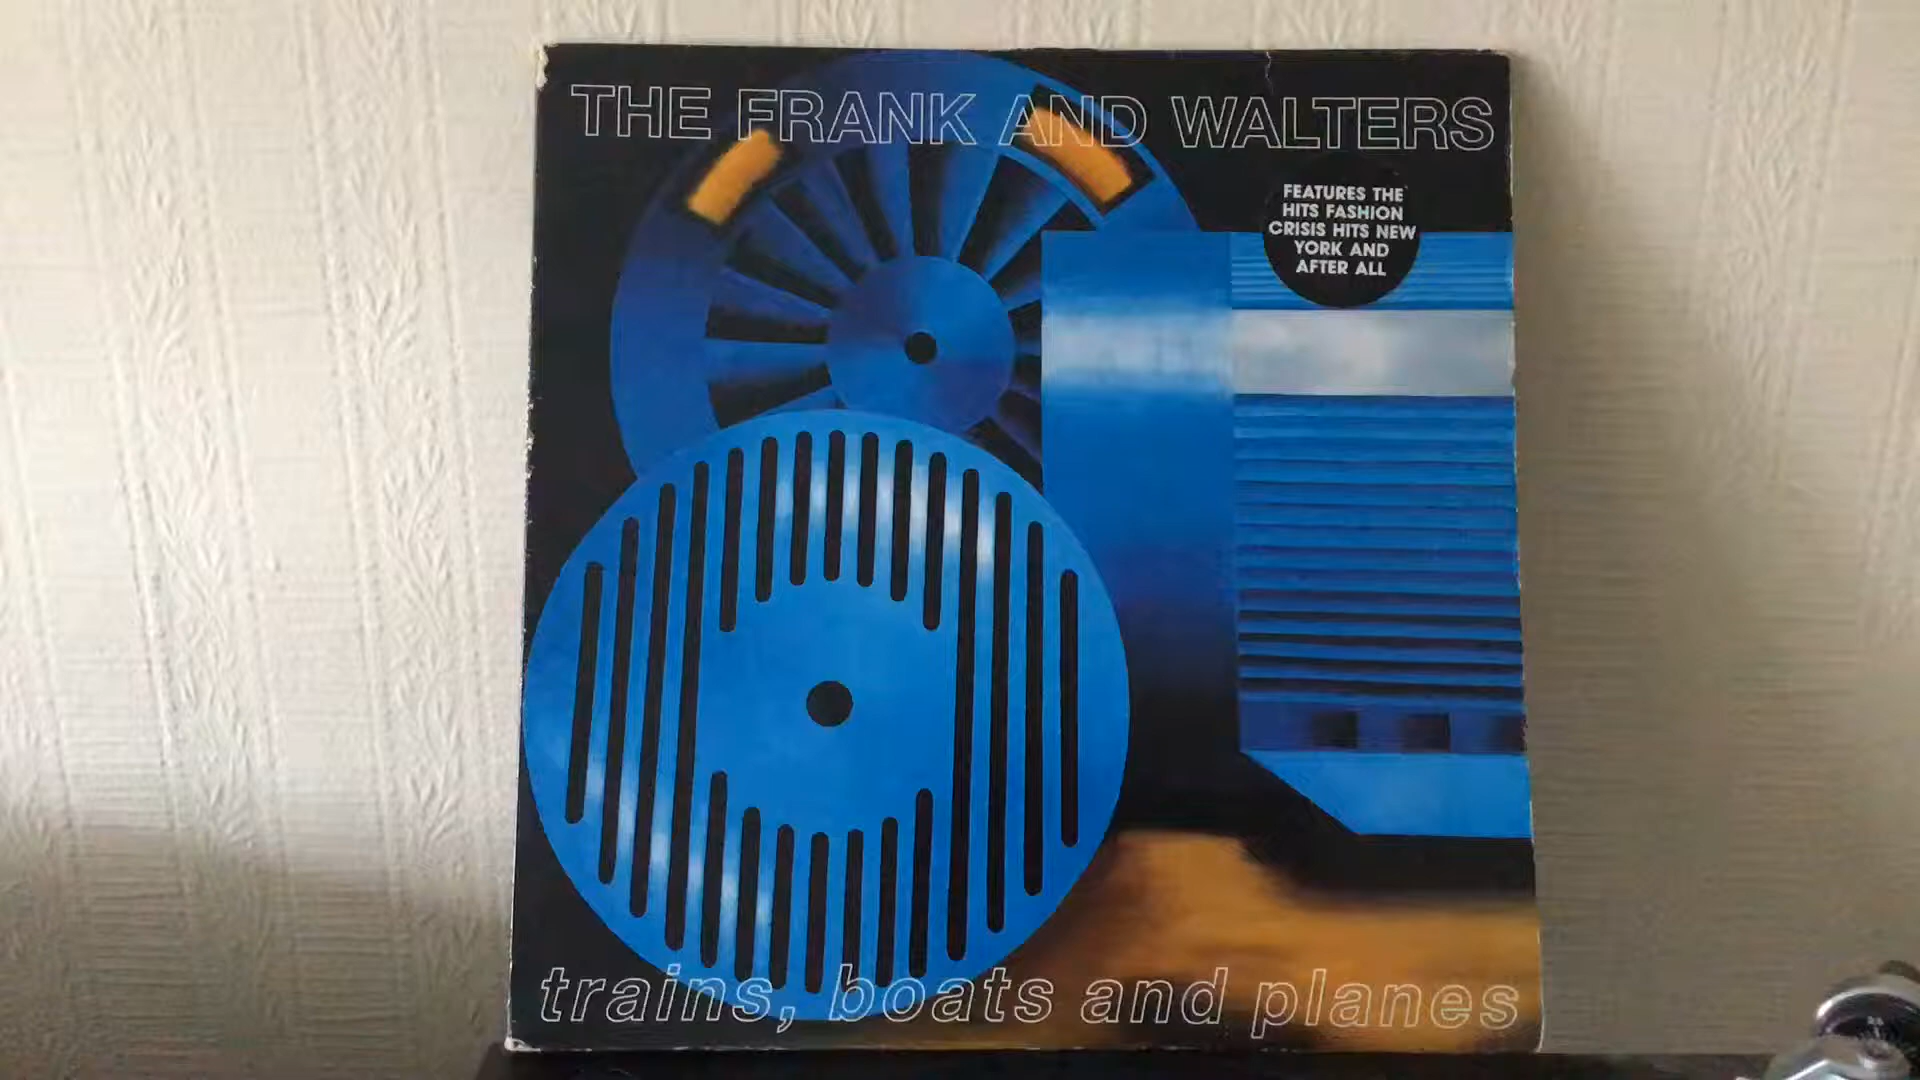 THE FRANK AND WALTERS
FEATURES THE
HITS FASHION
CRISIS HITS NEW
YORK AND
AFTER ALL
trains, boats and planes